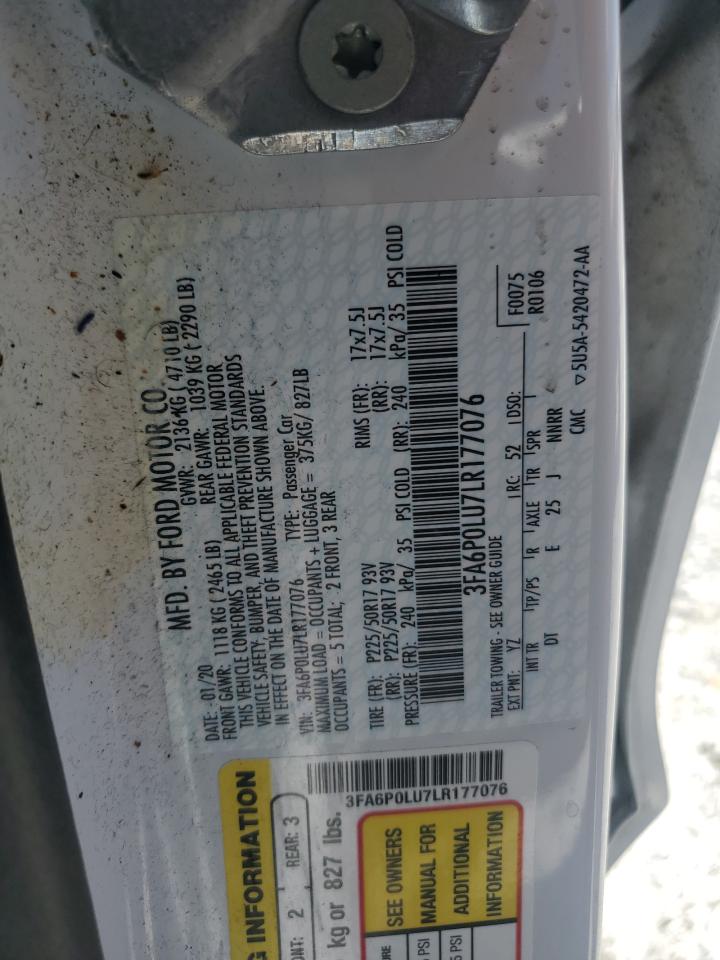 MFD. BY FORD MOTOR CO.
DATE: 01/20 GVWR: 2136 KG ( 4710 LB)
FRONT GAWR: 1118 KG ( 2465 LB) REAR GAWR: 1039 KG ( 2290 LB)
THIS VEHICLE CONFORMS TO ALL APPLICABLE FEDERAL MOTOR
VEHICLE SAFETY, BUMPER, AND THEFT PREVENTION STANDARDS
IN EFFECT ON THE DATE OF MANUFACTURE SHOWN ABOVE.
VIN: 3FA6P0LU7LR177076 TYPE: Passenger Car
MAXIMUM LOAD = OCCUPANTS + LUGGAGE = 375KG/ 827LB
OCCUPANTS = 5 TOTAL; 2 FRONT, 3 REAR
TIRE (FR): P225/50R17 93V RIMS (FR): 17x7.5J
(RR): P225/50R17 93V (RR): 17x7.5J
PRESSURE (FR): 240 kPa/ 35 PSI COLD (RR): 240 kPa/ 35 PSI COLD
3FA6P0LU7LR177076
TRAILER TOWING - SEE OWNER GUIDE
F0075
EXT PNT: YZ RC: 52 DSO: R0106
INT TR TP/PS R AXLE TR SPR
DT E 25 J NNRR
CMC ▽5U5A-5420472-AA
3FA6P0LU7LR177076
G INFORMATION
ONT: 2 REAR: 3
kg or 827 lbs.
SEE OWNERS
MANUAL FOR
ADDITIONAL
INFORMATION
URE
PSI
PSI